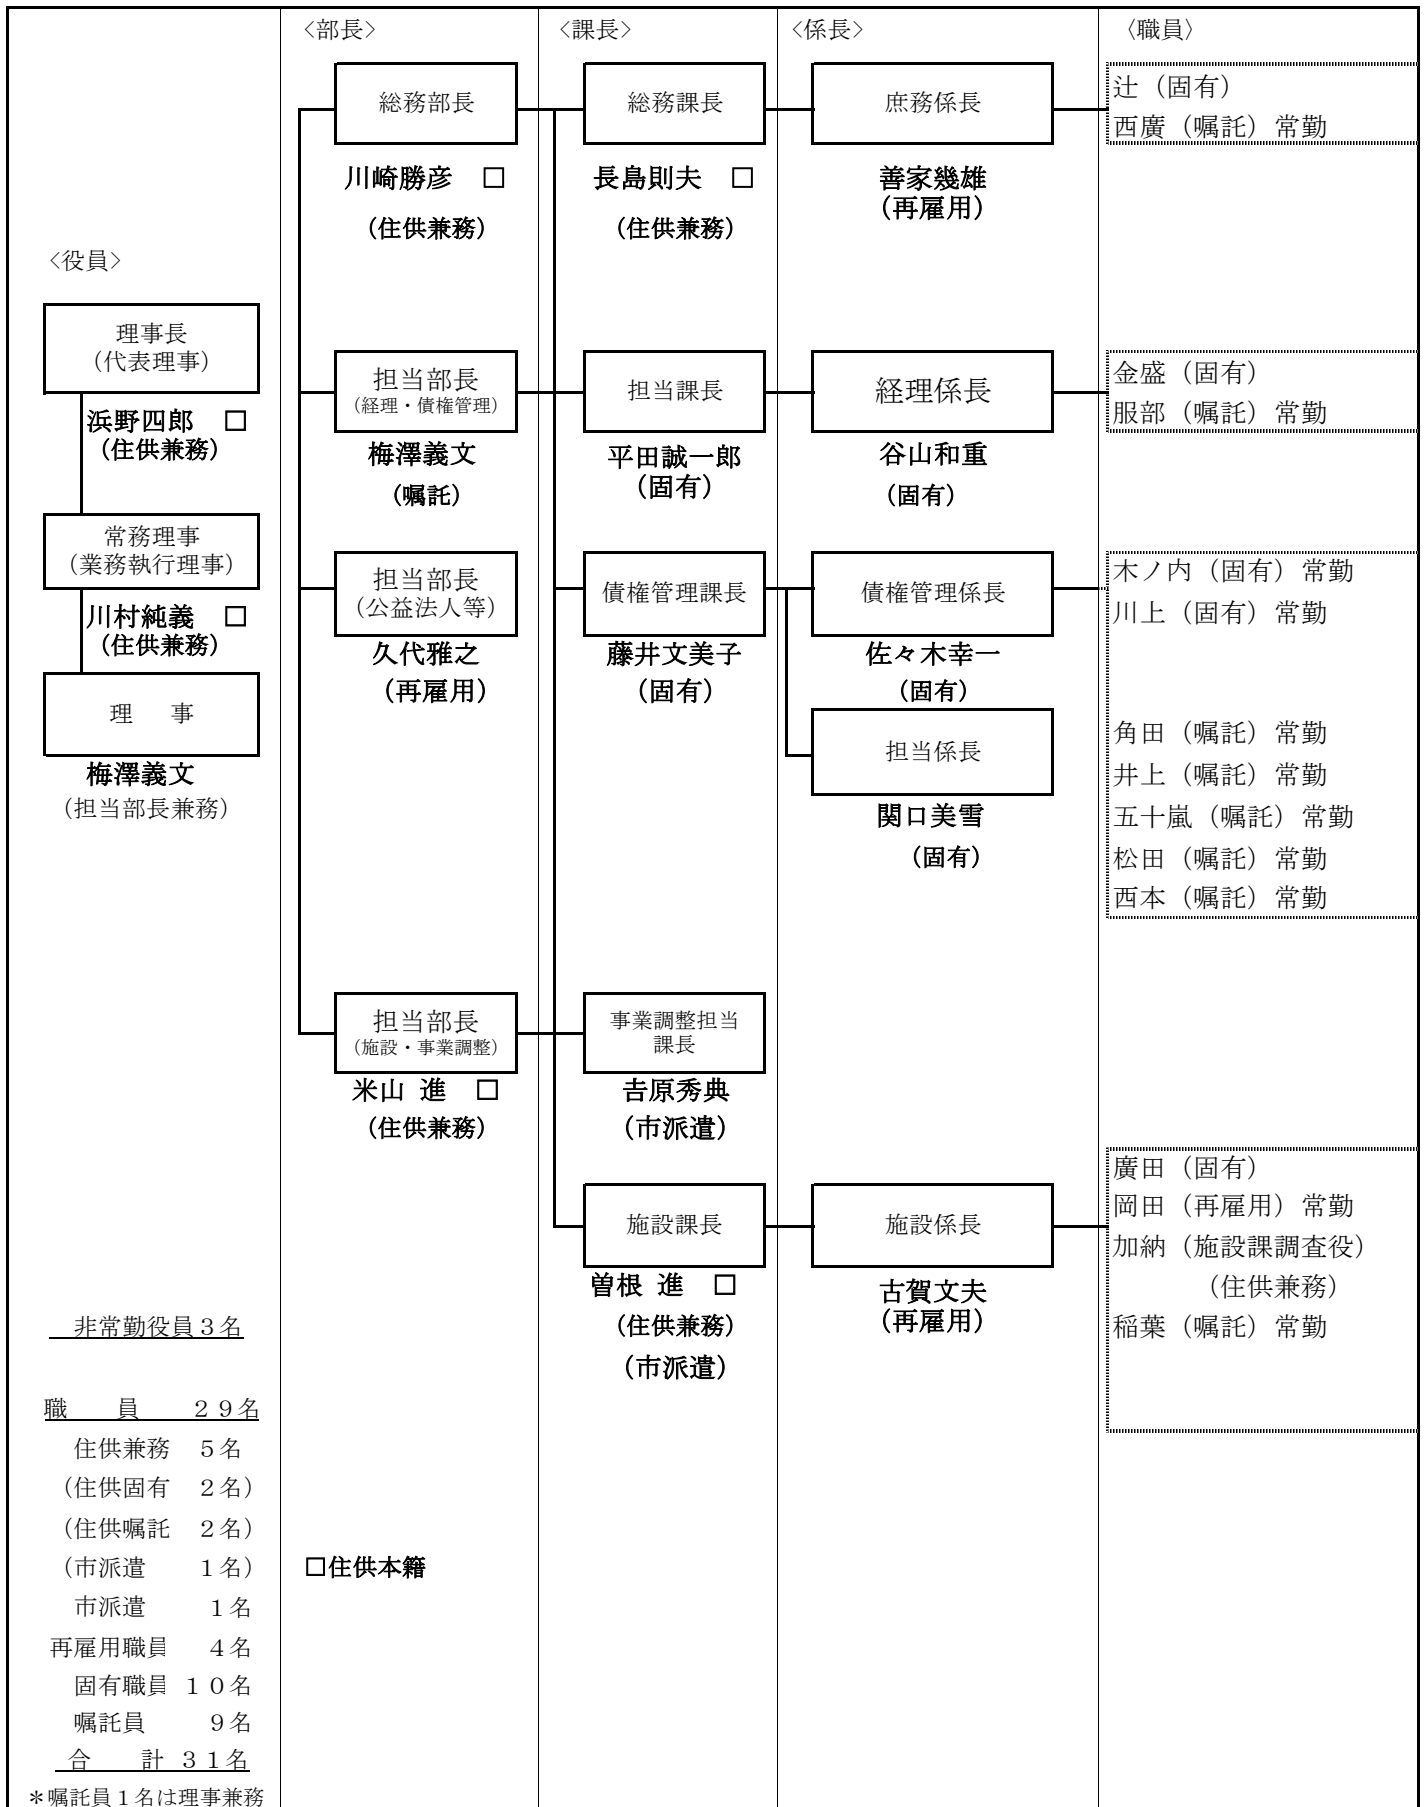 <部長>
<課長>
<係長>
〈職員〉
総務部長
総務課長
庶務係長
辻（固有）
西廣（嘱託）常勤
川崎勝彦　□
(住供兼務)
長島則夫　□
(住供兼務)
善家幾雄
(再雇用)
<役員>
理事長
(代表理事)
浜野四郎　□
(住供兼務)
担当部長
(経理・債権管理)
担当課長
経理係長
金盛（固有）
服部（嘱託）常勤
梅澤義文
(嘱託)
平田誠一郎
(固有)
谷山和重
(固有)
常務理事
(業務執行理事)
川村純義　□
(住供兼務)
担当部長
(公益法人等)
債権管理課長
債権管理係長
木ノ内（固有）常勤
川上（固有）常勤
久代雅之
(再雇用)
藤井文美子
(固有)
佐々木幸一
(固有)
理　事
梅澤義文
(担当部長兼務)
担当係長
関口美雪
(固有)
角田（嘱託）常勤
井上（嘱託）常勤
五十嵐（嘱託）常勤
松田（嘱託）常勤
西本（嘱託）常勤
担当部長
(施設・事業調整)
事業調整担当
課長
米山 進　□
(住供兼務)
𠮷原秀典
(市派遣)
施設課長
施設係長
廣田（固有）
岡田（再雇用）常勤
加納（施設課調査役）
（住供兼務）
稲葉（嘱託）常勤
曽根 進　□
(住供兼務)
(市派遣)
古賀文夫
(再雇用)
非常勤役員３名
職　　員　　２９名
住供兼務　５名
(住供固有　２名)
(住供嘱託　２名)
(市派遣　　１名)
市派遣　　１名
再雇用職員　４名
固有職員　１０名
嘱託員　　９名
合　　計　３１名
＊嘱託員１名は理事兼務
□住供本籍